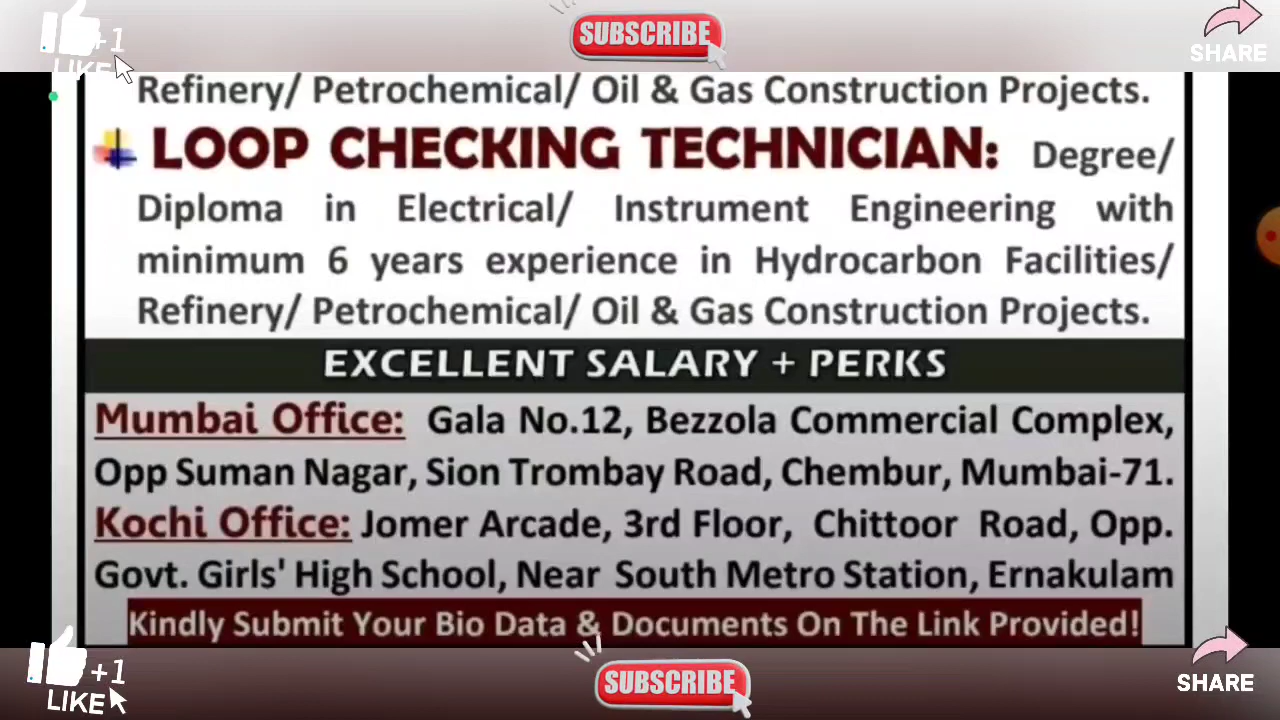 +1
LIKE
SUBSCRIBE
SHARE
Refinery/ Petrochemical/ Oil & Gas Construction Projects.
LOOP CHECKING TECHNICIAN: Degree/
Diploma in Electrical/ Instrument Engineering with
minimum 6 years experience in Hydrocarbon Facilities/
Refinery/ Petrochemical/ Oil & Gas Construction Projects.
EXCELLENT SALARY + PERKS
Mumbai Office: Gala No.12, Bezzola Commercial Complex,
Opp Suman Nagar, Sion Trombay Road, Chembur, Mumbai-71.
Kochi Office: Jomer Arcade, 3rd Floor, Chittoor Road, Opp.
Govt. Girls' High School, Near South Metro Station, Ernakulam
Kindly Submit Your Bio Data & Documents On The Link Provided!
+1
LIKE
SUBSCRIBE
SHARE